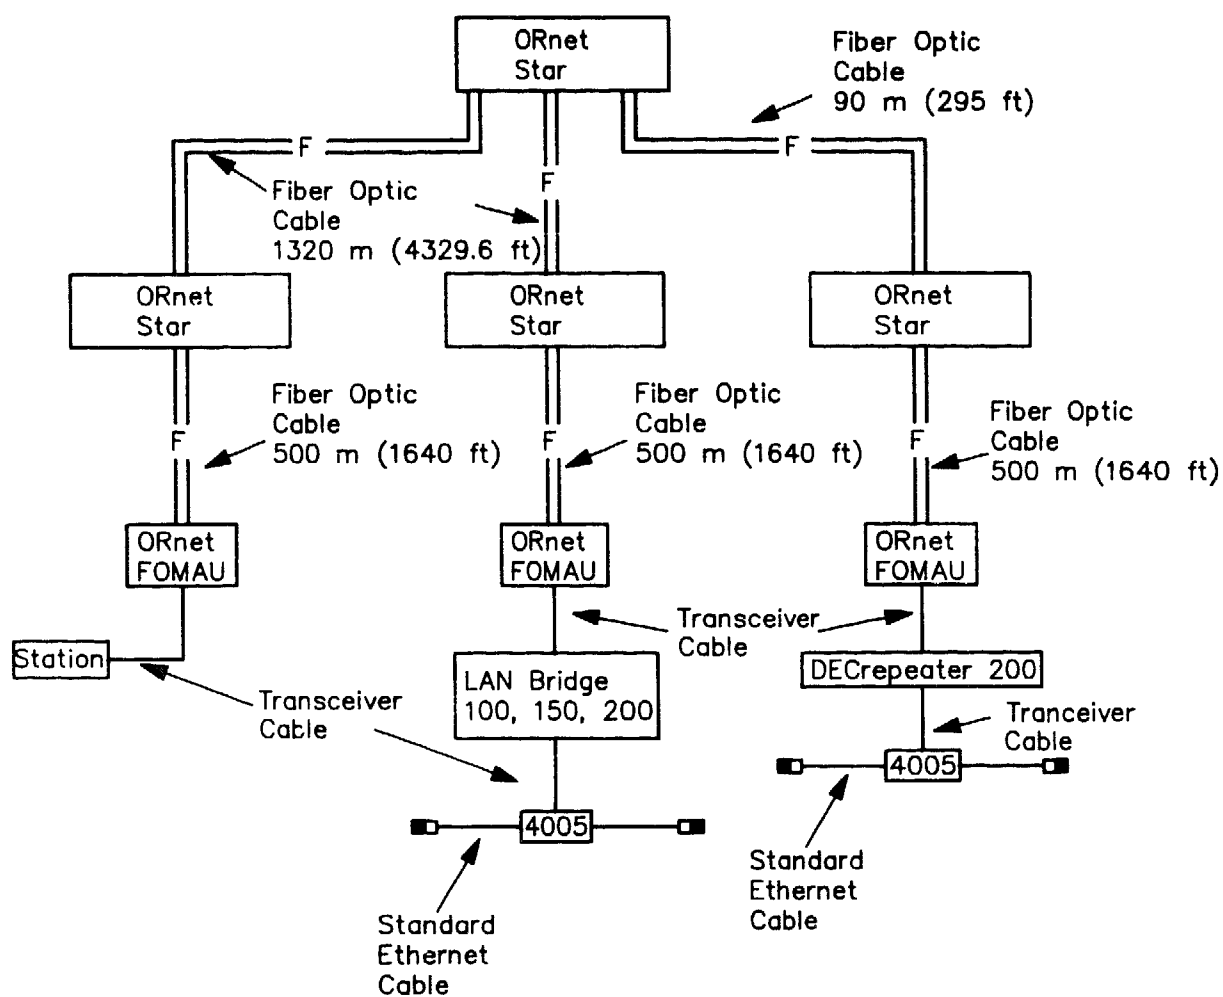 ORnet
Star
Fiber Optic
Cable
90 m (295 ft)
F
F
F
Fiber Optic
Cable
1320 m (4329.6 ft)
ORnet
Star
ORnet
Star
ORnet
Star
Fiber Optic
Cable
500 m (1640 ft)
Fiber Optic
Cable
500 m (1640 ft)
Fiber Optic
Cable
500 m (1640 ft)
F
F
F
ORnet
FOMAU
ORnet
FOMAU
ORnet
FOMAU
Transceiver
Cable
Station
LAN Bridge
100, 150, 200
DECrepeater 200
Transceiver
Cable
Tranceiver
Cable
4005
4005
Standard
Ethernet
Cable
Standard
Ethernet
Cable